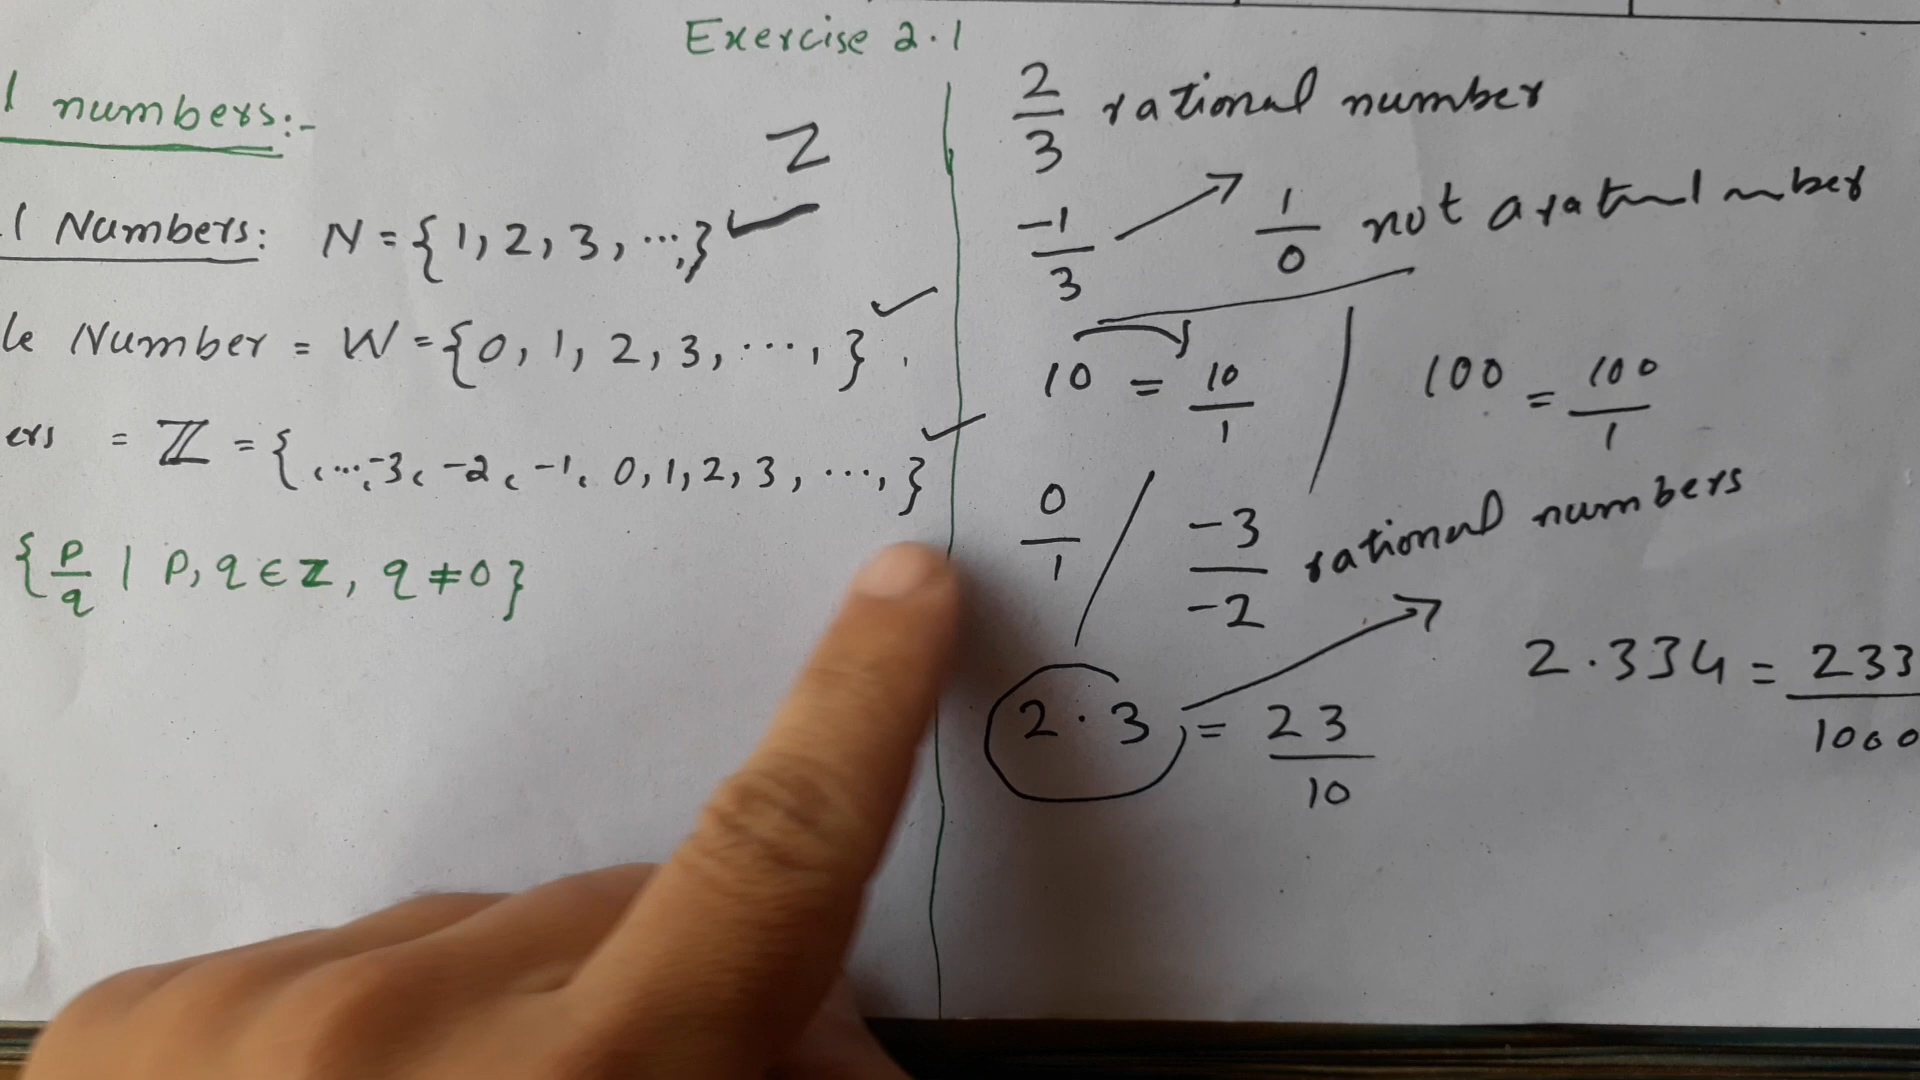 Exercise 2.1
l numbers:-
Z
l Numbers: N = {1, 2, 3, ...,}
le Number = W = {0, 1, 2, 3, ..., }
ers = ℤ = { , ..., -3, -2, -1, 0, 1, 2, 3, ..., }
{p/q | p, q ∈ Z, q ≠ 0}
2/3 rational number
-1/3
1/0 not a
10 = 10/1
100 = 100/1
0/1
-3/-2 rational numbers
2.3 = 23/10
2.334 = 233
1000